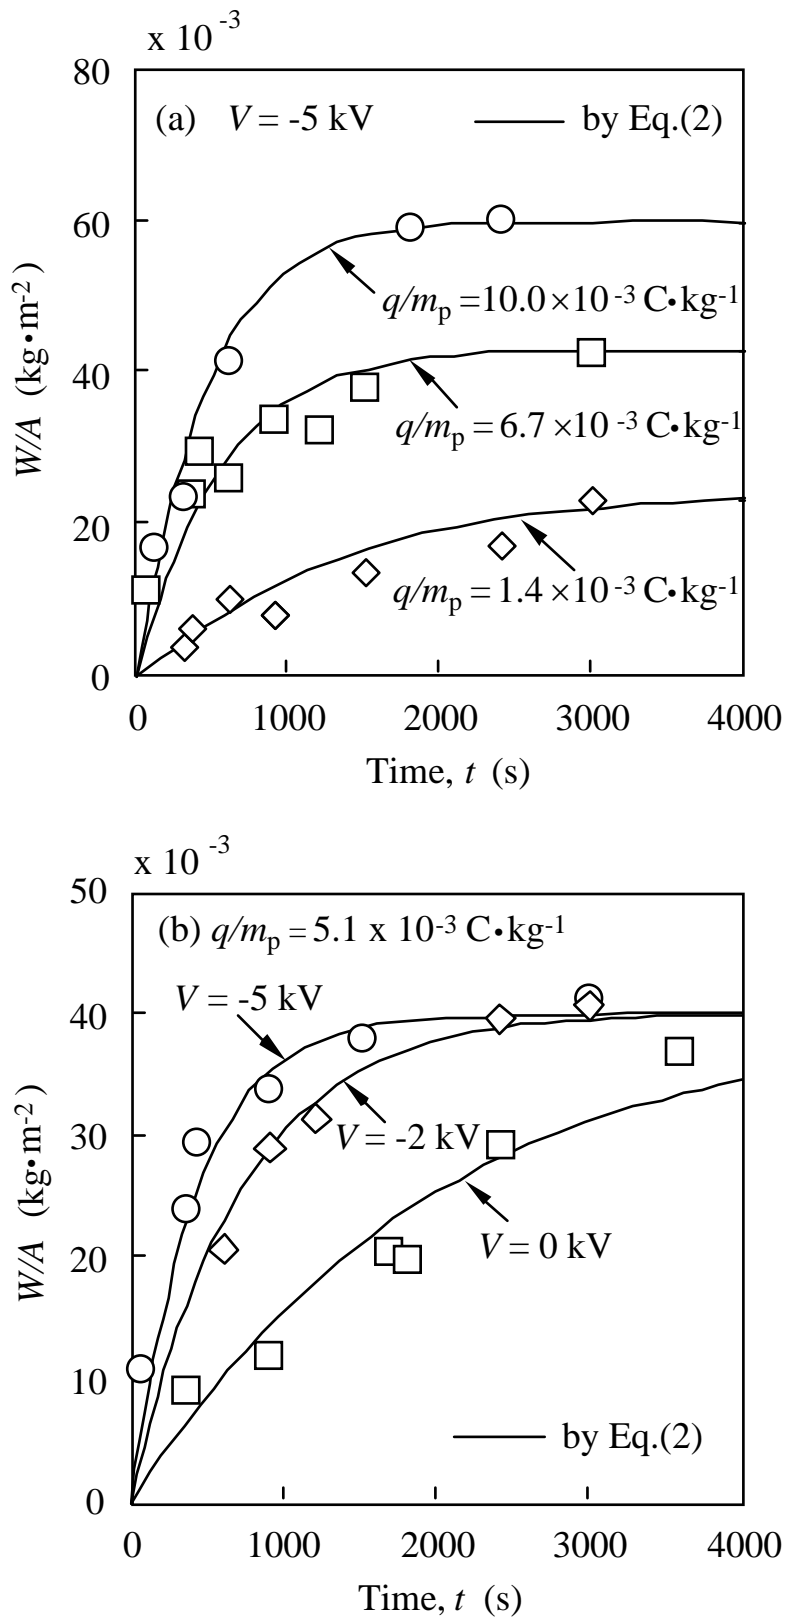 x 10 -3
80
(a) V = -5 kV
by Eq.(2)
60
q/mp =10.0×10 -3 C•kg-1
40
q/mp = 6.7 ×10 -3 C•kg-1
20
q/mp = 1.4 ×10 -3 C•kg-1
0
W/A (kg•m-2 )
0 1000 2000 3000 4000
Time, t (s)
x 10 -3
50
(b) q/mp = 5.1 x 10-3 C•kg-1
V = -5 kV
40
V = -2 kV
30
V = 0 kV
20
10
by Eq.(2)
0
W/A (kg•m-2 )
0 1000 2000 3000 4000
Time, t (s)